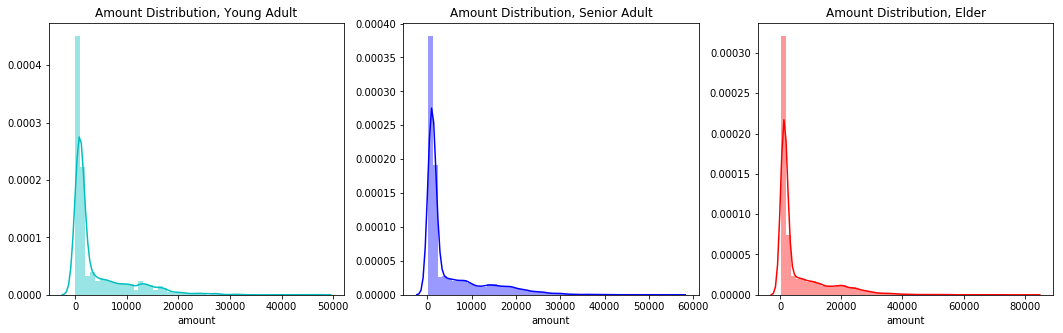 Amount Distribution, Young Adult
0.0004
0.0003
0.0002
0.0001
0.0000
0 10000 20000 30000 40000 50000
amount
Amount Distribution, Senior Adult
0.00040
0.00035
0.00030
0.00025
0.00020
0.00015
0.00010
0.00005
0.00000
0 10000 20000 30000 40000 50000 60000
amount
Amount Distribution, Elder
0.00030
0.00025
0.00020
0.00015
0.00010
0.00005
0.00000
0 20000 40000 60000 80000
amount